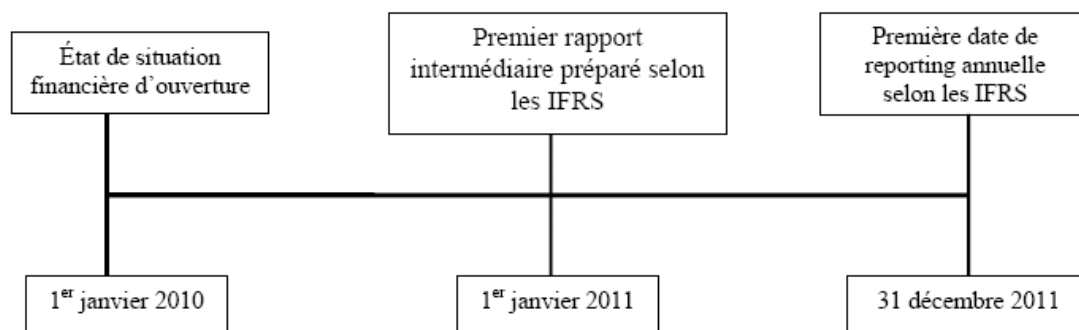 État de situation
financière d’ouverture
Premier rapport
intermédiaire préparé selon
les IFRS
Première date de
reporting annuelle
selon les IFRS
1er janvier 2010
1er janvier 2011
31 décembre 2011